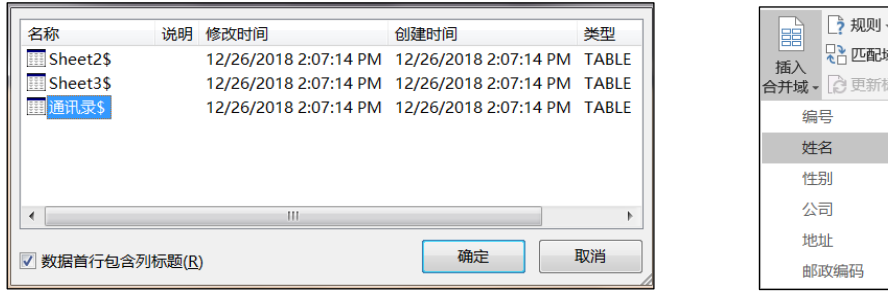 名称 说明 修改时间 创建时间 类型
Sheet2$ 12/26/2018 2:07:14 PM 12/26/2018 2:07:14 PM TABLE
Sheet3$ 12/26/2018 2:07:14 PM 12/26/2018 2:07:14 PM TABLE
通讯录$ 12/26/2018 2:07:14 PM 12/26/2018 2:07:14 PM TABLE
数据首行包含列标题(R)
确定 取消
规则
匹配域
插入
合并域
更新标
编号
姓名
性别
公司
地址
邮政编码